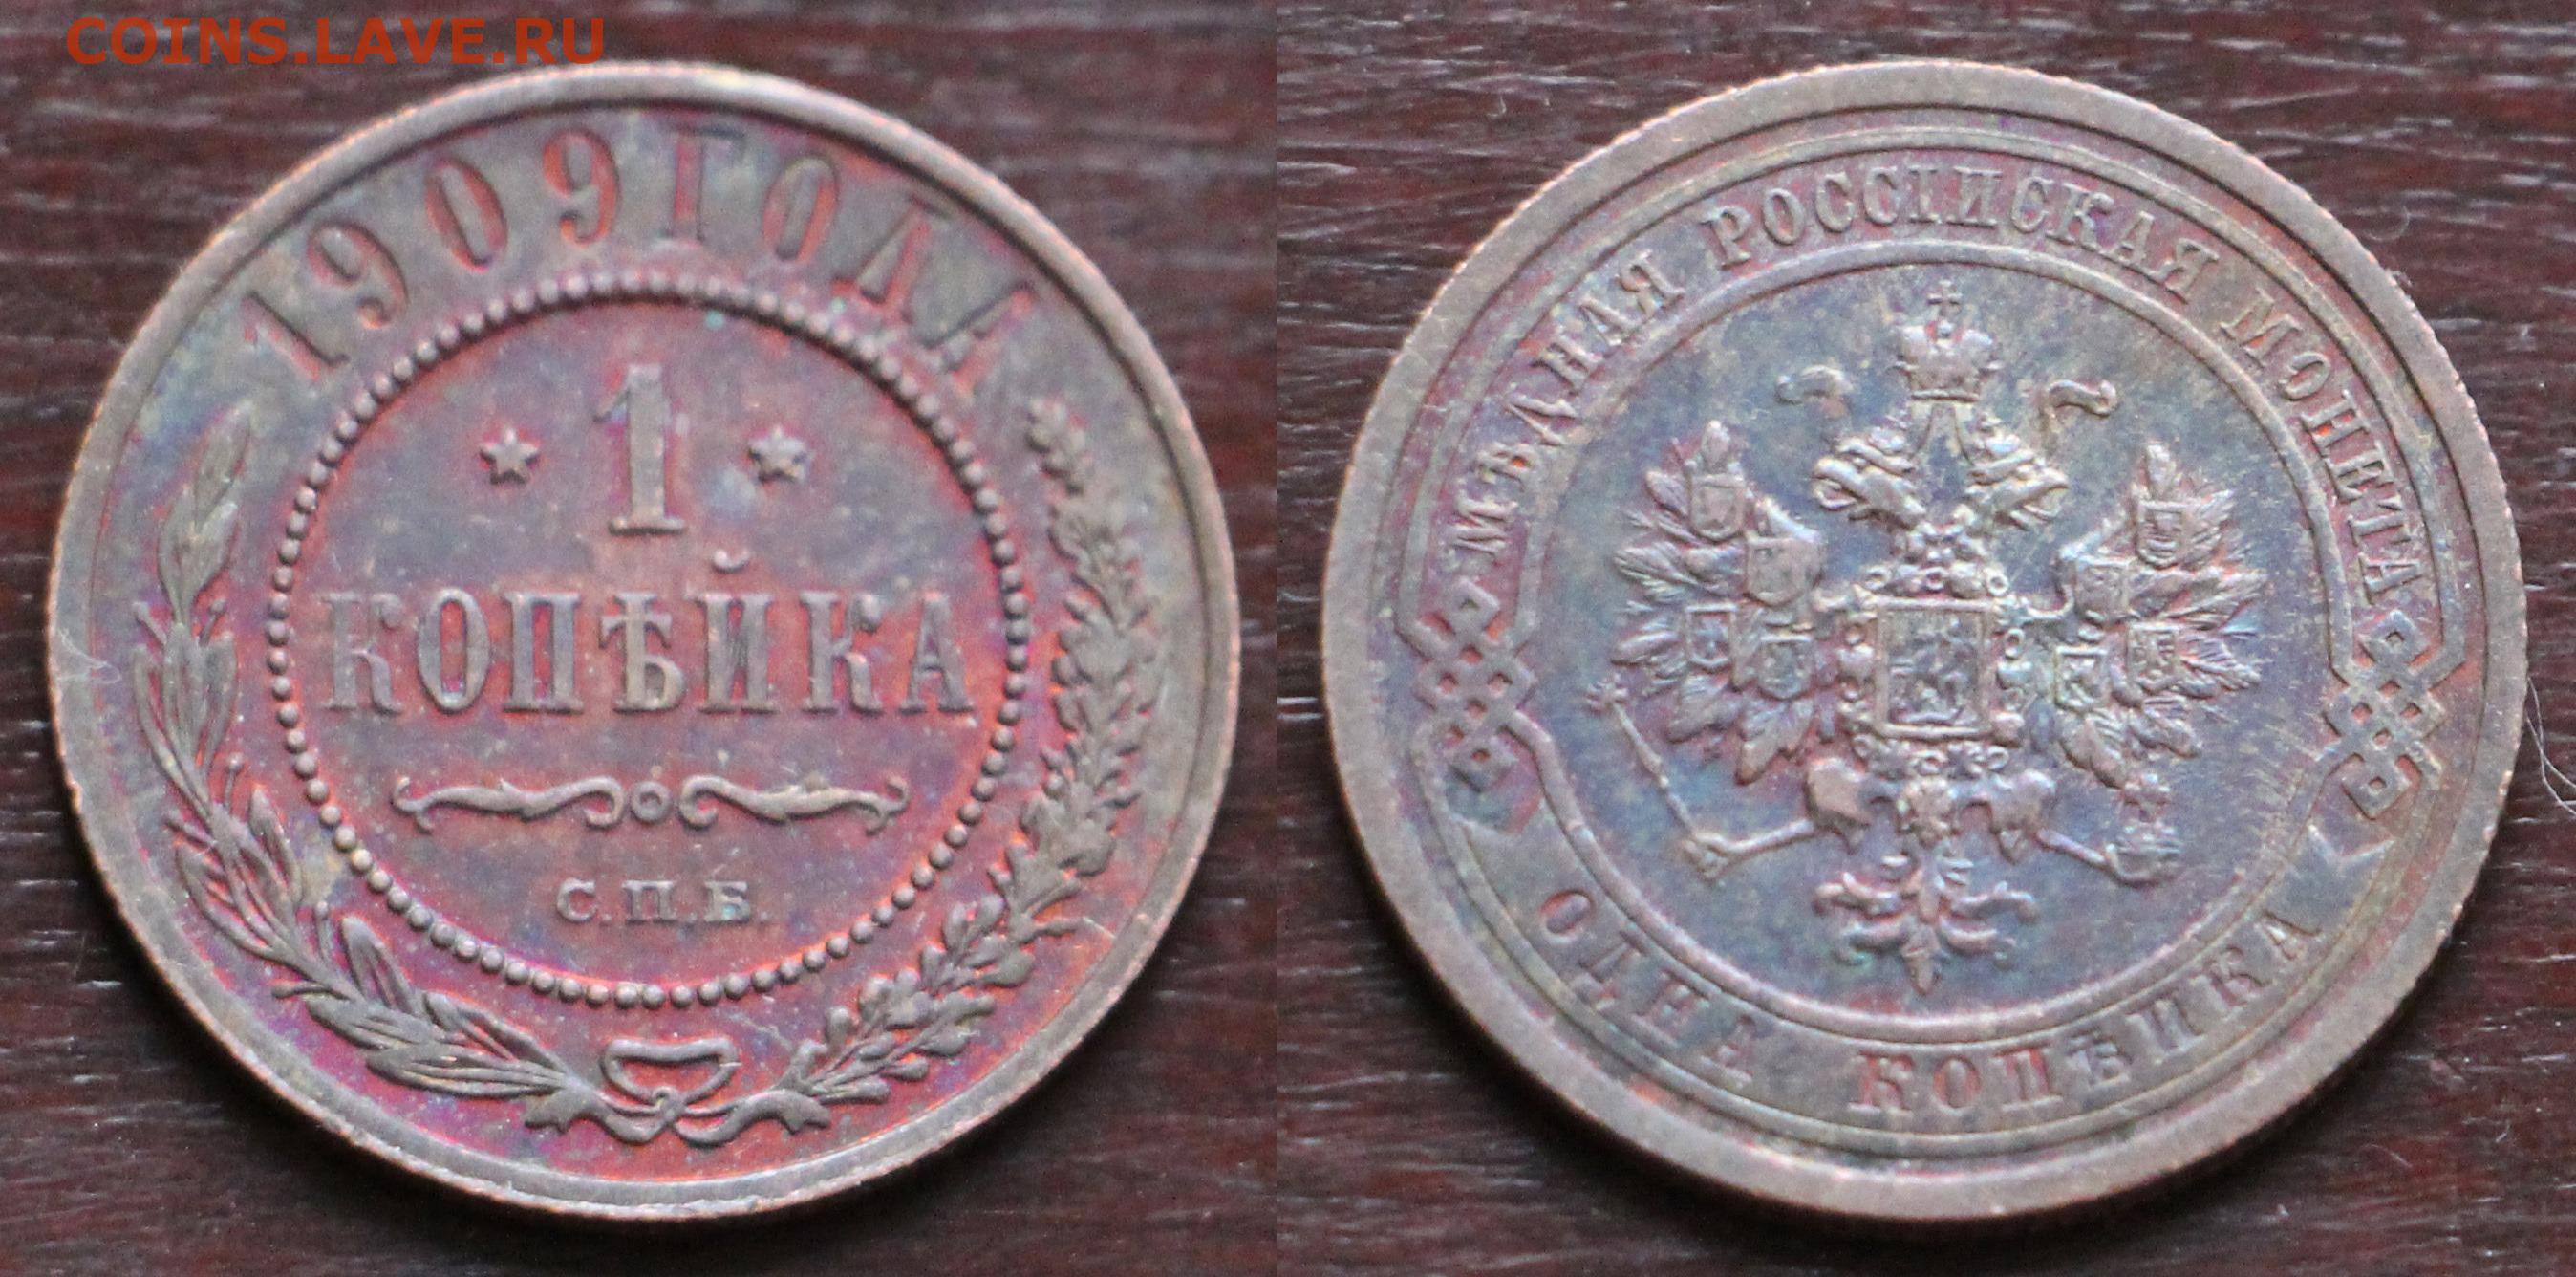 COINS.LAVE.RU
1909 ГОДА
1
КОПѢЙКА
С.П.Б.
МѢДНАЯ РОССІЙСКАЯ МОНЕТА
ОДНА КОПѢЙКА